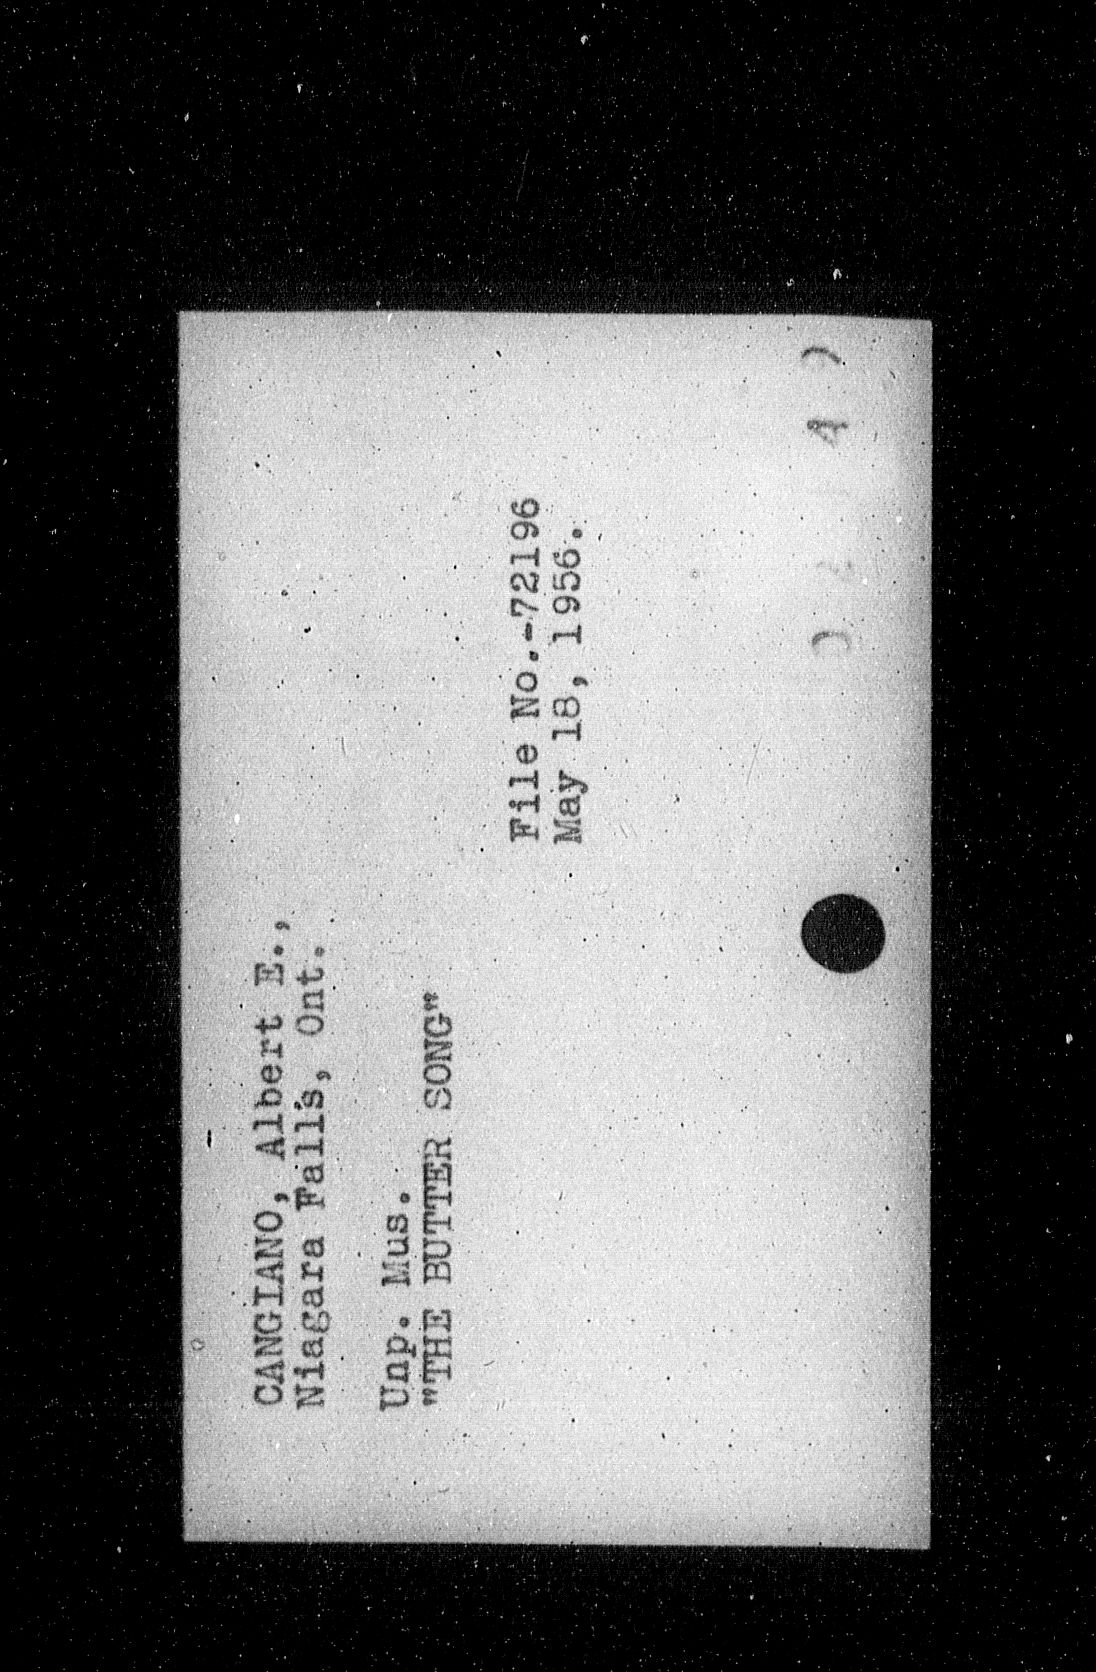 CANGIANO, Albert E.,
Niagara Falls, Ont.
Unp. Mus.
"THE BUTTER SONG"
File No.-72196
May 18, 1956.